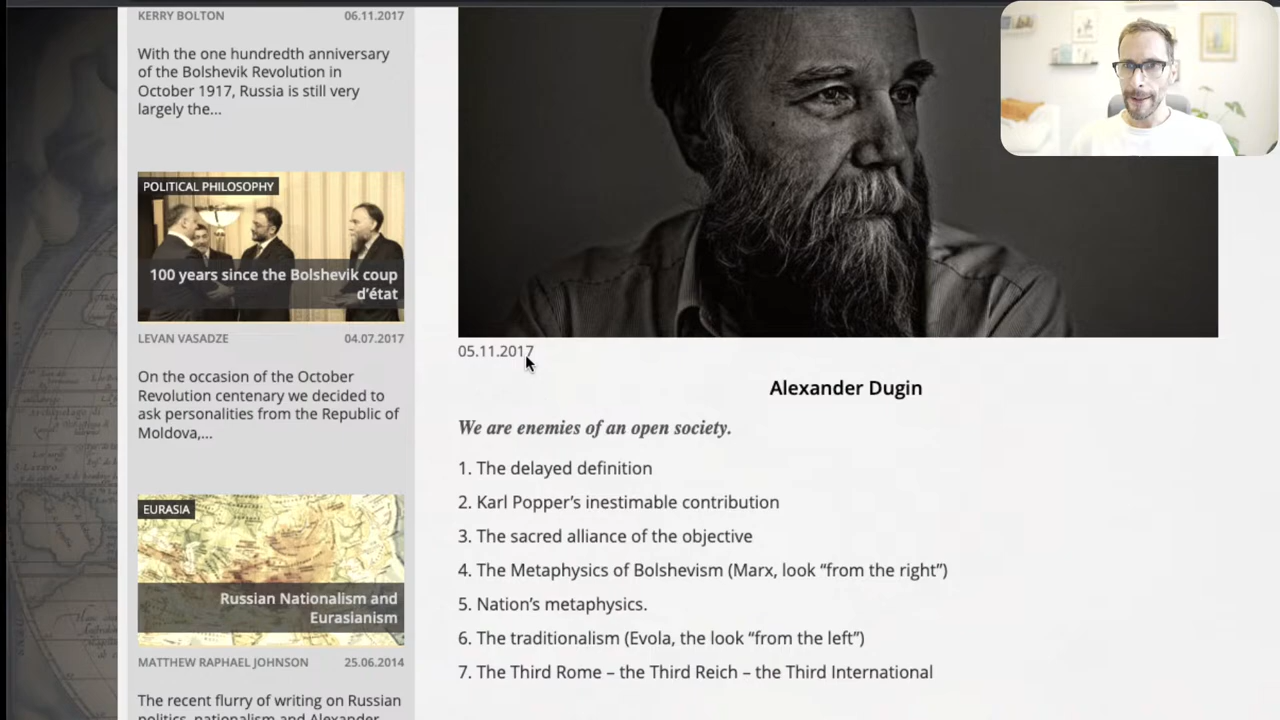 KERRY BOLTON 06.11.2017
With the one hundredth anniversary
of the Bolshevik Revolution in
October 1917, Russia is still very
largely the...
POLITICAL PHILOSOPHY
100 years since the Bolshevik coup
d’état
LEVAN VASADZE 04.07.2017
On the occasion of the October
Revolution centenary we decided to
ask personalities from the Republic of
Moldova,...
EURASIA
Russian Nationalism and
Eurasianism
MATTHEW RAPHAEL JOHNSON 25.06.2014
The recent flurry of writing on Russian
politics, nationalism and Alexander
05.11.2017
Alexander Dugin
We are enemies of an open society.
1. The delayed definition
2. Karl Popper’s inestimable contribution
3. The sacred alliance of the objective
4. The Metaphysics of Bolshevism (Marx, look “from the right”)
5. Nation’s metaphysics.
6. The traditionalism (Evola, the look “from the left”)
7. The Third Rome – the Third Reich – the Third International